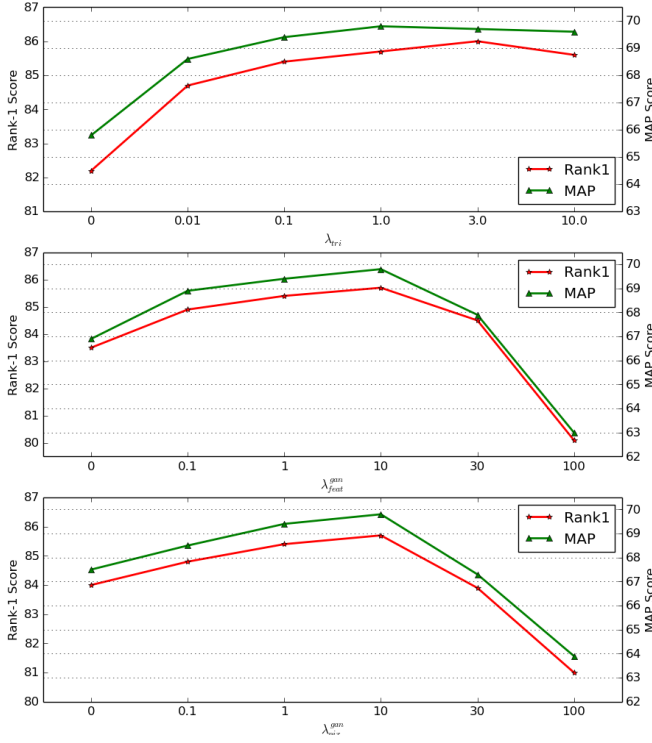 87 70
86 69
85 68
84 67
83 66
82 65
81 64
63
Rank-1 Score
MAP Score
Rank1
MAP
0 0.01 0.1 1.0 3.0 10.0
λ_tri
87 70
86 69
85 68
84 67
83 66
82 65
81 64
80 63
62
Rank-1 Score
MAP Score
Rank1
MAP
0 0.1 1 10 30 100
λ^gan_feat
87 70
86 69
85 68
84 67
83 66
82 65
81 64
80 63
62
Rank-1 Score
MAP Score
Rank1
MAP
0 0.1 1 10 30 100
λ^gan